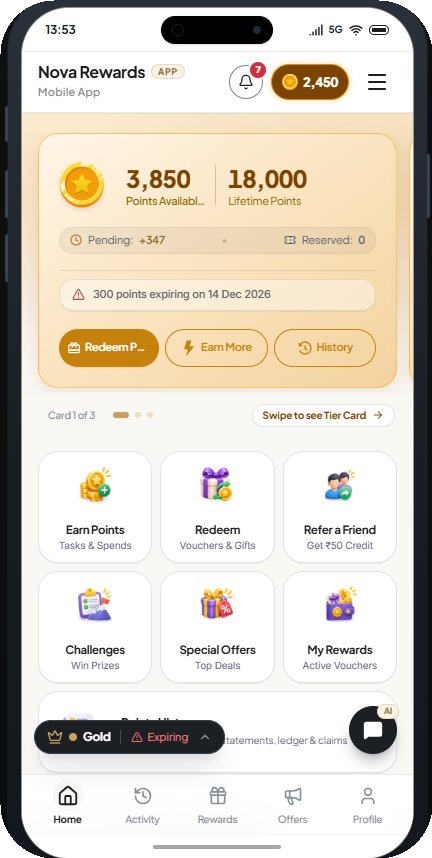 13:53
5G
Nova Rewards APP
Mobile App
7
2,450
3,850
Points Availabl...
18,000
Lifetime Points
Pending: +347
Reserved: 0
300 points expiring on 14 Dec 2026
Redeem P...
Earn More
History
Card 1 of 3
Swipe to see Tier Card →
Earn Points
Tasks & Spends
Redeem
Vouchers & Gifts
Refer a Friend
Get ₹50 Credit
Challenges
Win Prizes
%
Special Offers
Top Deals
My Rewards
Active Vouchers
Gold
Expiring
statements, ledger & claims
AI
Home
Activity
Rewards
Offers
Profile